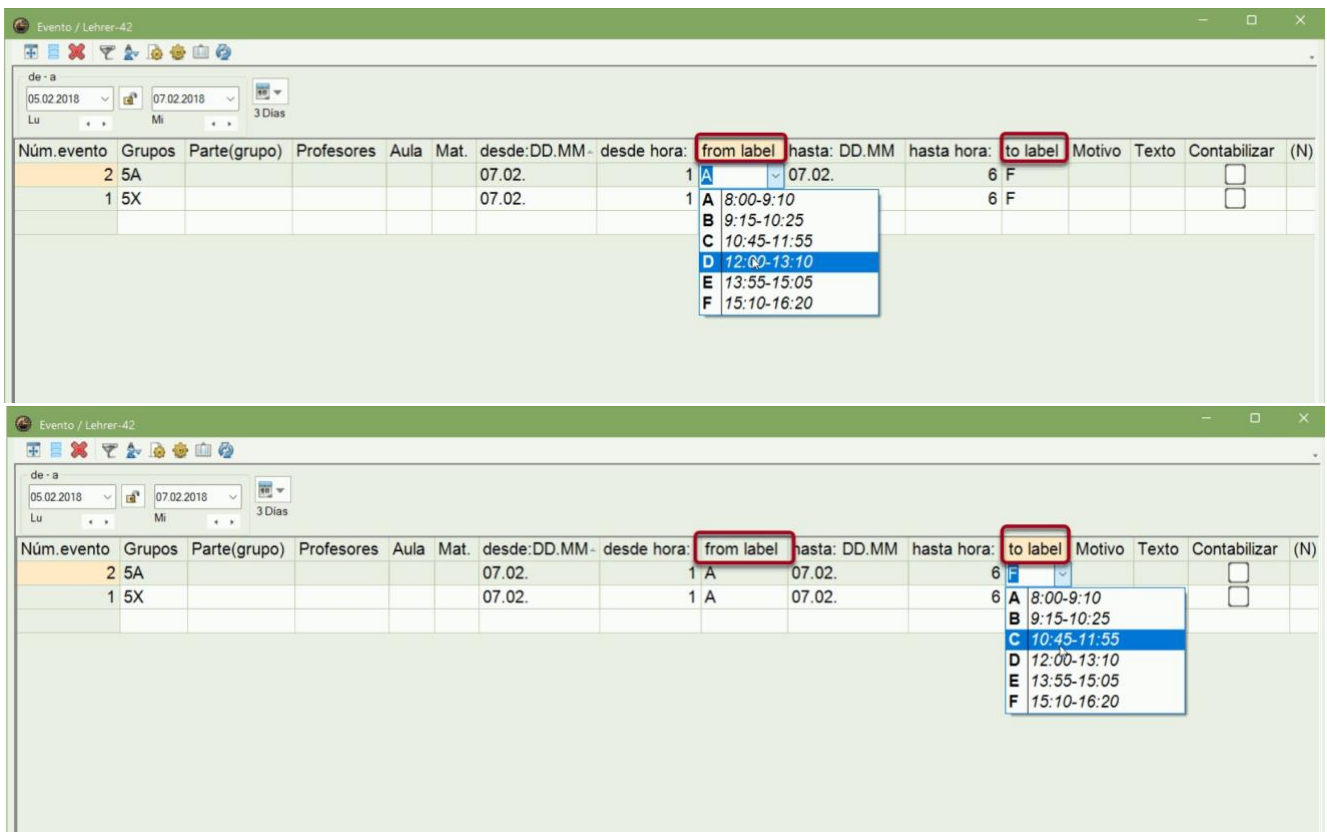 Evento / Lehrer-42
de - a
05.02.2018 07.02.2018
Lu Mi 3 Días
Núm.evento Grupos Parte(grupo) Profesores Aula Mat. desde:DD.MM desde hora: from label hasta: DD.MM hasta hora: to label Motivo Texto Contabilizar (N)
2 5A 07.02. 1 A 07.02. 6 F
1 5X 07.02. 1 6 F
A 8:00-9:10
B 9:15-10:25
C 10:45-11:55
D 12:00-13:10
E 13:55-15:05
F 15:10-16:20
Evento / Lehrer-42
de - a
05.02.2018 07.02.2018
Lu Mi 3 Días
Núm.evento Grupos Parte(grupo) Profesores Aula Mat. desde:DD.MM desde hora: from label hasta: DD.MM hasta hora: to label Motivo Texto Contabilizar (N)
2 5A 07.02. 1 A 07.02. 6 F
1 5X 07.02. 1 A 07.02. 6
A 8:00-9:10
B 9:15-10:25
C 10:45-11:55
D 12:00-13:10
E 13:55-15:05
F 15:10-16:20